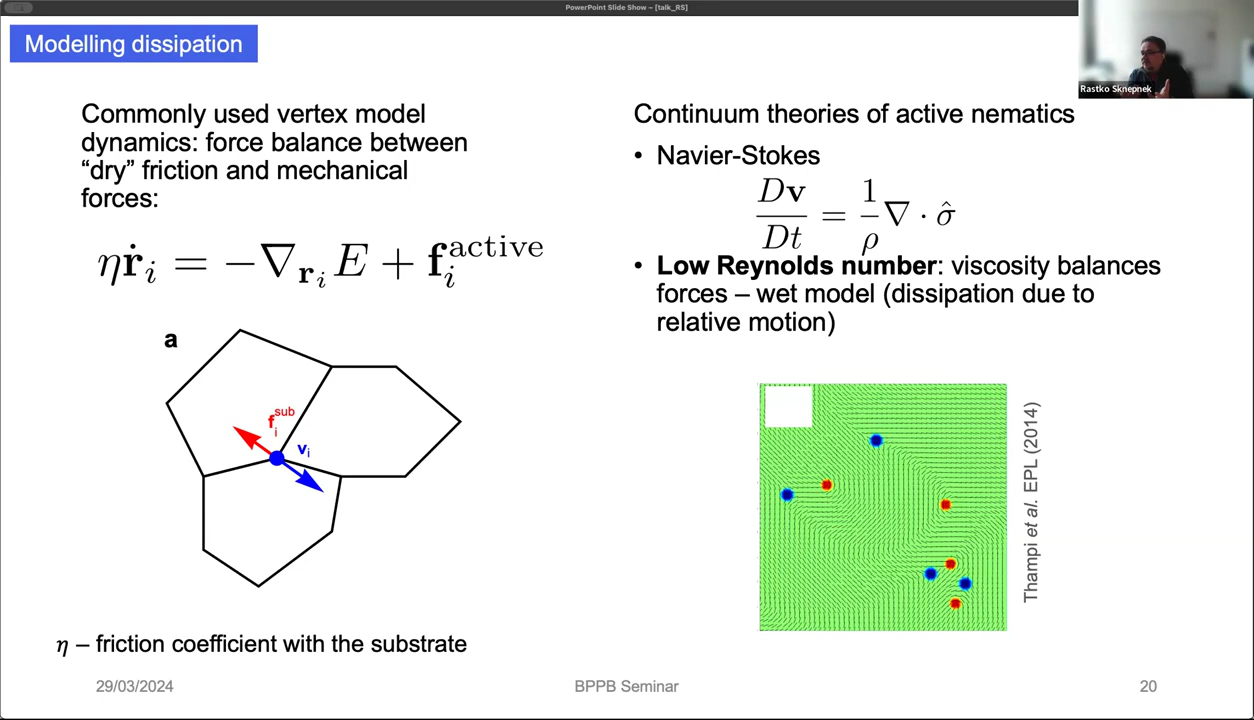 PowerPoint Slide Show – [talk_RS]
Modelling dissipation
Rastko Sknepnek
Commonly used vertex model
dynamics: force balance between
“dry” friction and mechanical
forces:
η𝐫̇ᵢ = −∇_𝐫ᵢ E + 𝐟ᵢ^active
a
f_i^sub
v_i
η – friction coefficient with the substrate
Continuum theories of active nematics
• Navier-Stokes
D𝐯/Dt = 1/ρ ∇ · σ̂
• Low Reynolds number: viscosity balances
forces – wet model (dissipation due to
relative motion)
Thampi et al. EPL (2014)
29/03/2024
BPPB Seminar
20